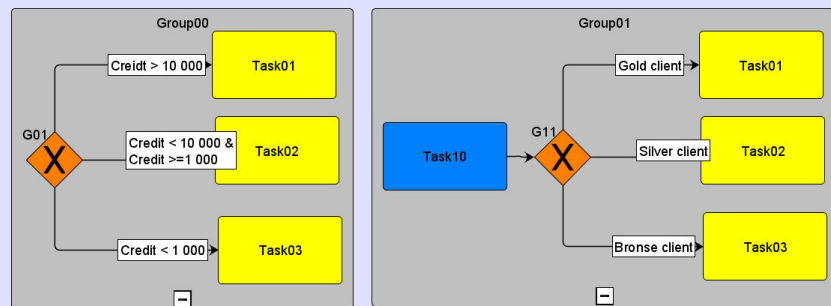 Group00
Creidt > 10 000
Task01
G01
X
Credit < 10 000 &
Credit >=1 000
Task02
Credit < 1 000
Task03
Group01
Gold client
Task01
Task10
G11
X
Silver client
Task02
Bronse client
Task03